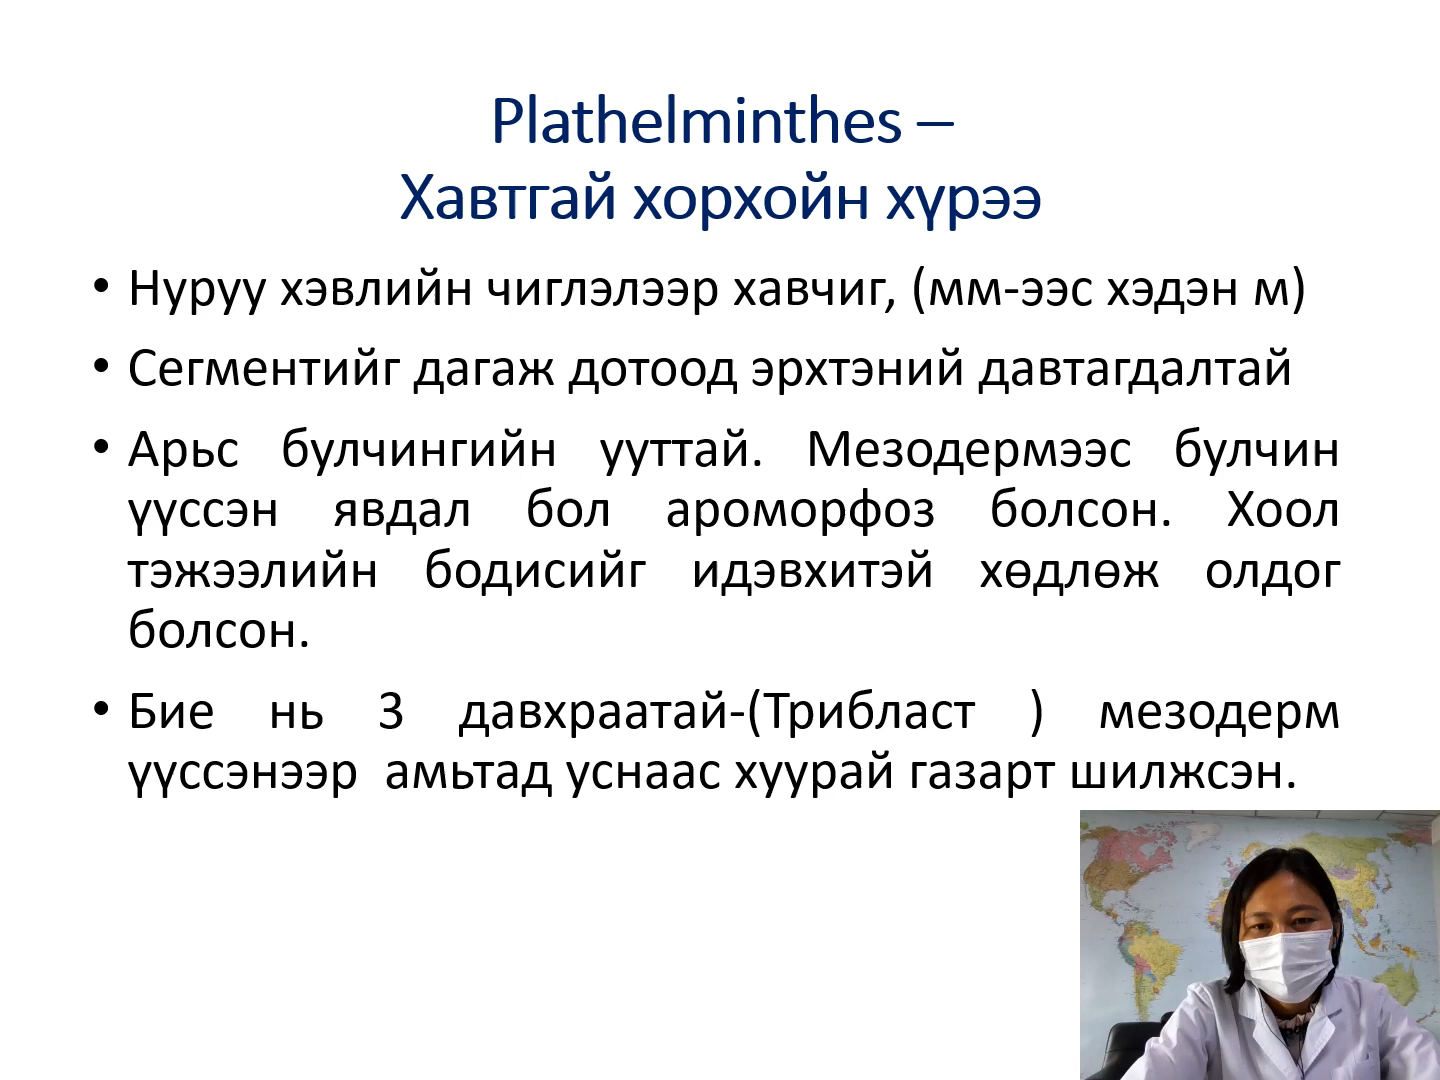 Plathelminthes –
Хавтгай хорхойн хүрээ
• Нуруу хэвлийн чиглэлээр хавчиг, (мм-ээс хэдэн м)
• Сегментийг дагаж дотоод эрхтэний давтагдалтай
• Арьс булчингийн ууттай. Мезодермээс булчин
үүссэн явдал бол ароморфоз болсон. Хоол
тэжээлийн бодисийг идэвхитэй хөдлөж олдог
болсон.
• Бие нь 3 давхраатай-(Трибласт ) мезодерм
үүссэнээр амьтад уснаас хуурай газарт шилжсэн.